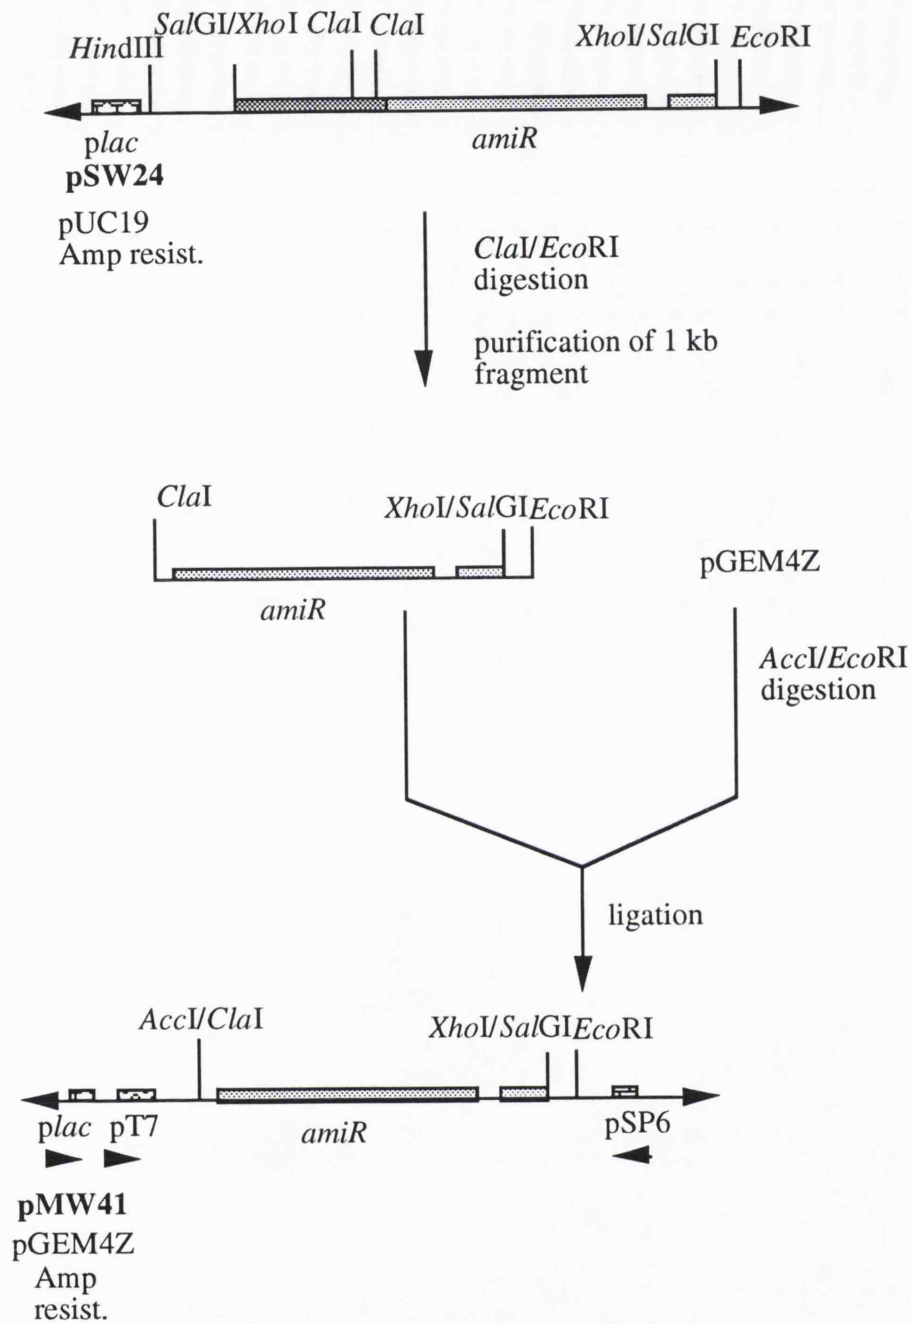 SalGI/XhoI ClaI ClaI
HindIII
XhoI/SalGI EcoRI
plac
amiR
pSW24
pUC19
Amp resist.
ClaI/EcoRI
digestion
purification of 1 kb
fragment
ClaI
XhoI/SalGI EcoRI
amiR
pGEM4Z
AccI/EcoRI
digestion
ligation
AccI/ClaI
XhoI/SalGI EcoRI
plac pT7
amiR
pSP6
pMW41
pGEM4Z
Amp
resist.